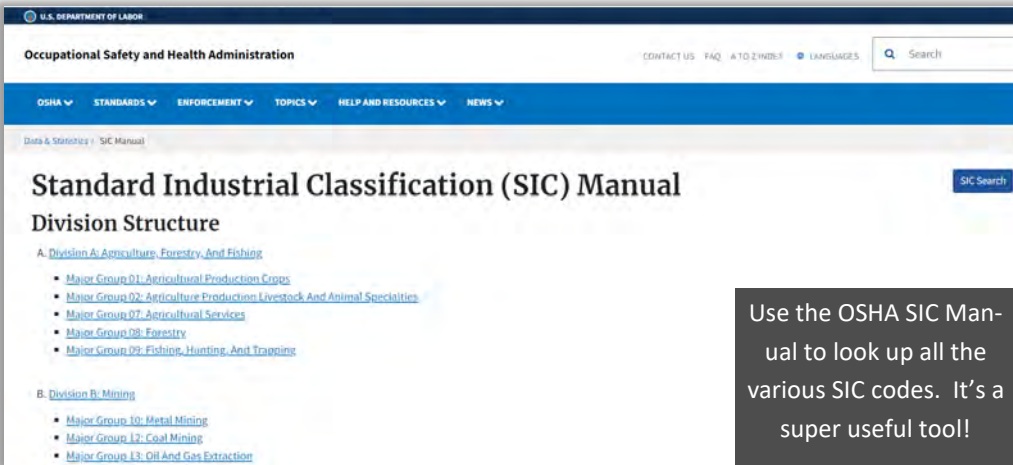 U.S. DEPARTMENT OF LABOR
Occupational Safety and Health Administration
CONTACT US FAQ A TO Z INDEX LANGUAGES Search
OSHA STANDARDS ENFORCEMENT TOPICS HELP AND RESOURCES NEWS
Data & Statistics / SIC Manual
Standard Industrial Classification (SIC) Manual
SIC Search
Division Structure
A. Division A: Agriculture, Forestry, And Fishing
▪ Major Group 01: Agricultural Production Crops
▪ Major Group 02: Agriculture Production Livestock And Animal Specialties
▪ Major Group 07: Agricultural Services
▪ Major Group 08: Forestry
▪ Major Group 09: Fishing, Hunting, And Trapping
B. Division B: Mining
▪ Major Group 10: Metal Mining
▪ Major Group 12: Coal Mining
▪ Major Group 13: Oil And Gas Extraction
Use the OSHA SIC Man-
ual to look up all the
various SIC codes. It’s a
super useful tool!